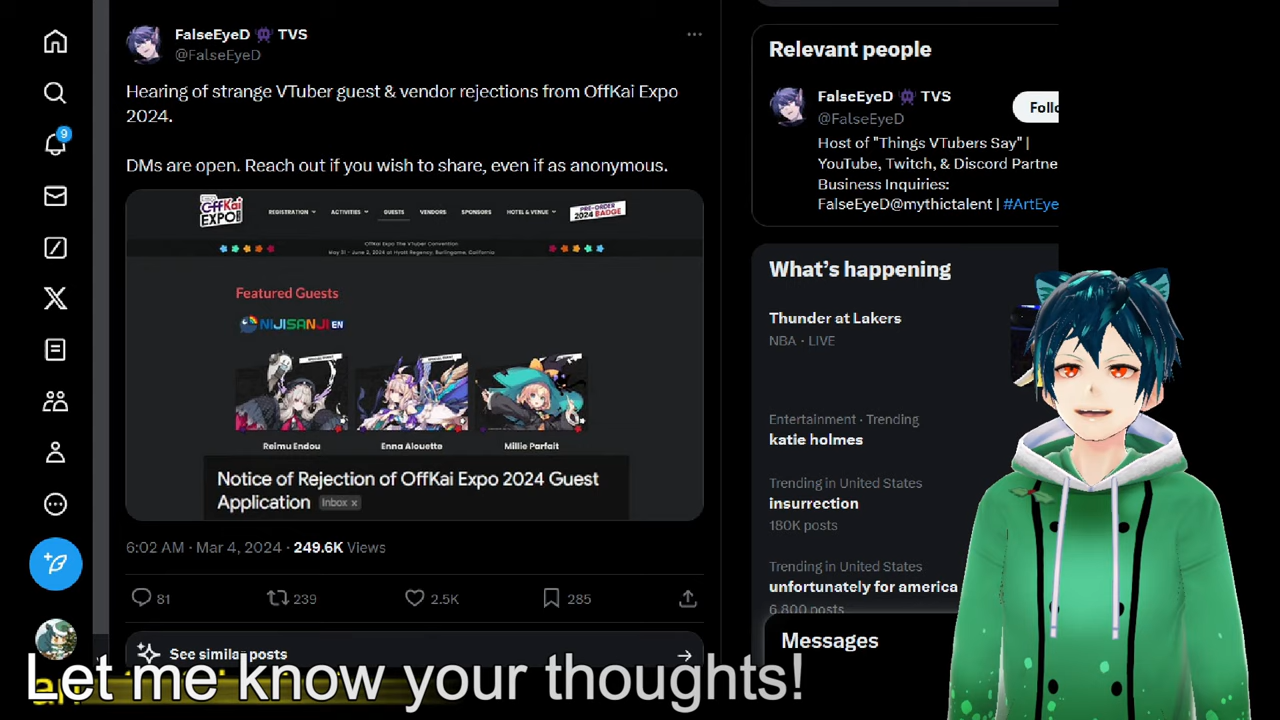 FalseEyeD TVS
@FalseEyeD
Hearing of strange VTuber guest & vendor rejections from OffKai Expo
2024.
DMs are open. Reach out if you wish to share, even if as anonymous.
OffKai EXPO
REGISTRATION
ACTIVITIES
GUESTS
VENDORS
SPONSORS
HOTEL & VENUE
PRE-ORDER
2024 BADGE
OffKai Expo The VTuber Convention
May 31 - June 2, 2024 at Hyatt Regency, Burlingame, California
Featured Guests
NIJISANJI EN
Reimu Endou
Enna Alouette
Millie Parfait
Notice of Rejection of OffKai Expo 2024 Guest
Application Inbox x
6:02 AM · Mar 4, 2024 · 249.6K Views
81
239
2.5K
285
See similar posts
9
Relevant people
FalseEyeD TVS
@FalseEyeD
Follo
Host of "Things VTubers Say" |
YouTube, Twitch, & Discord Partne
Business Inquiries:
FalseEyeD@mythictalent | #ArtEye
What's happening
Thunder at Lakers
NBA · LIVE
Entertainment · Trending
katie holmes
Trending in United States
insurrection
180K posts
Trending in United States
unfortunately for america
6,800 posts
Messages
Let me know your thoughts!